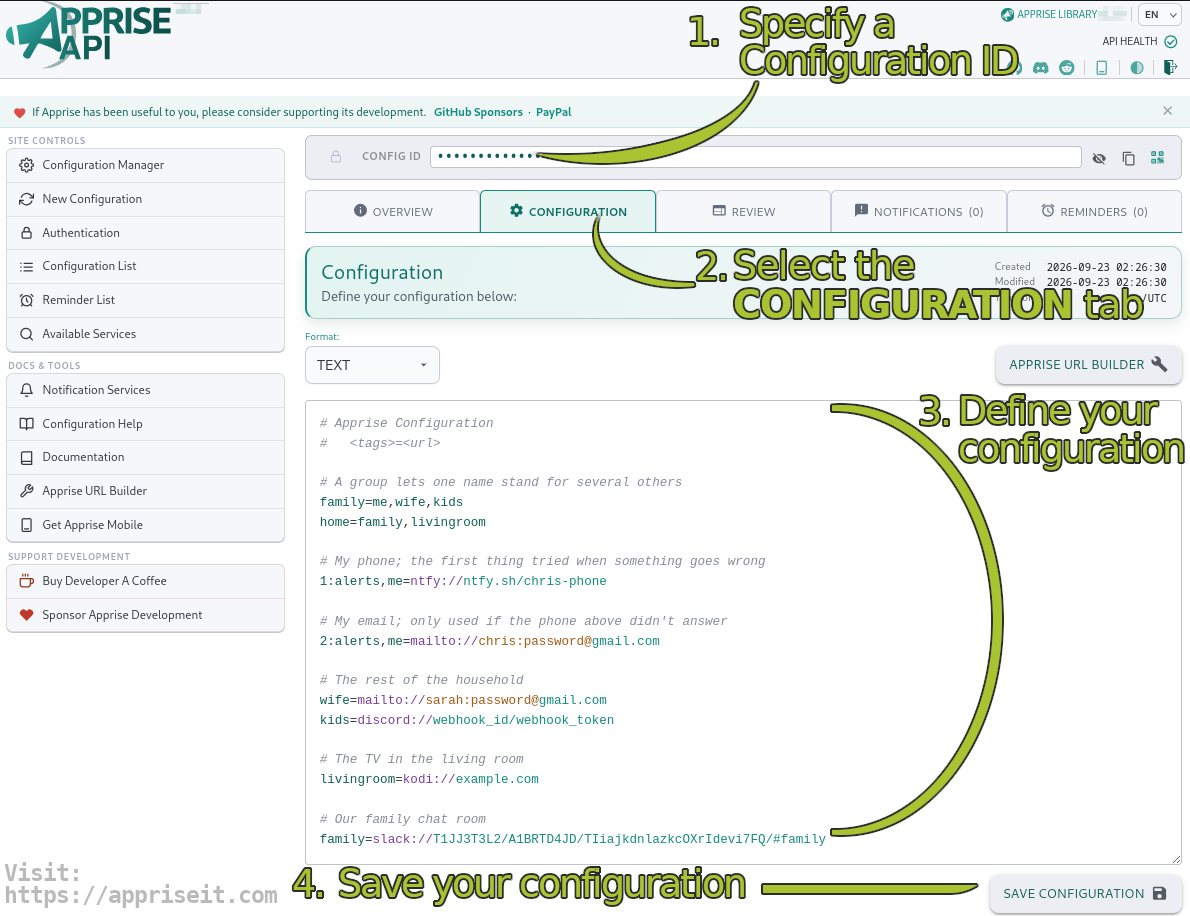 APPRISE
API
APPRISE LIBRARY
EN
API HEALTH
1. Specify a
Configuration ID
If Apprise has been useful to you, please consider supporting its development. GitHub Sponsors · PayPal
SITE CONTROLS
Configuration Manager
New Configuration
Authentication
Configuration List
Reminder List
Available Services
DOCS & TOOLS
Notification Services
Configuration Help
Documentation
Apprise URL Builder
Get Apprise Mobile
SUPPORT DEVELOPMENT
Buy Developer A Coffee
Sponsor Apprise Development
CONFIG ID •••••••••••••
OVERVIEW
CONFIGURATION
REVIEW
NOTIFICATIONS (0)
REMINDERS (0)
Configuration
Define your configuration below:
Created 2026-09-23 02:26:30
Modified 2026-09-23 02:26:30
/UTC
2. Select the
CONFIGURATION tab
Format:
TEXT
APPRISE URL BUILDER
3. Define your
configuration
# Apprise Configuration
#   <tags>=<url>
# A group lets one name stand for several others
family=me,wife,kids
home=family,livingroom
# My phone; the first thing tried when something goes wrong
1:alerts,me=ntfy://ntfy.sh/chris-phone
# My email; only used if the phone above didn't answer
2:alerts,me=mailto://chris:password@gmail.com
# The rest of the household
wife=mailto://sarah:password@gmail.com
kids=discord://webhook_id/webhook_token
# The TV in the living room
livingroom=kodi://example.com
# Our family chat room
family=slack://T1JJ3T3L2/A1BRTD4JD/TIiajkdnlazkcOXrIdevi7FQ/#family
4. Save your configuration
SAVE CONFIGURATION
Visit:
https://appriseit.com